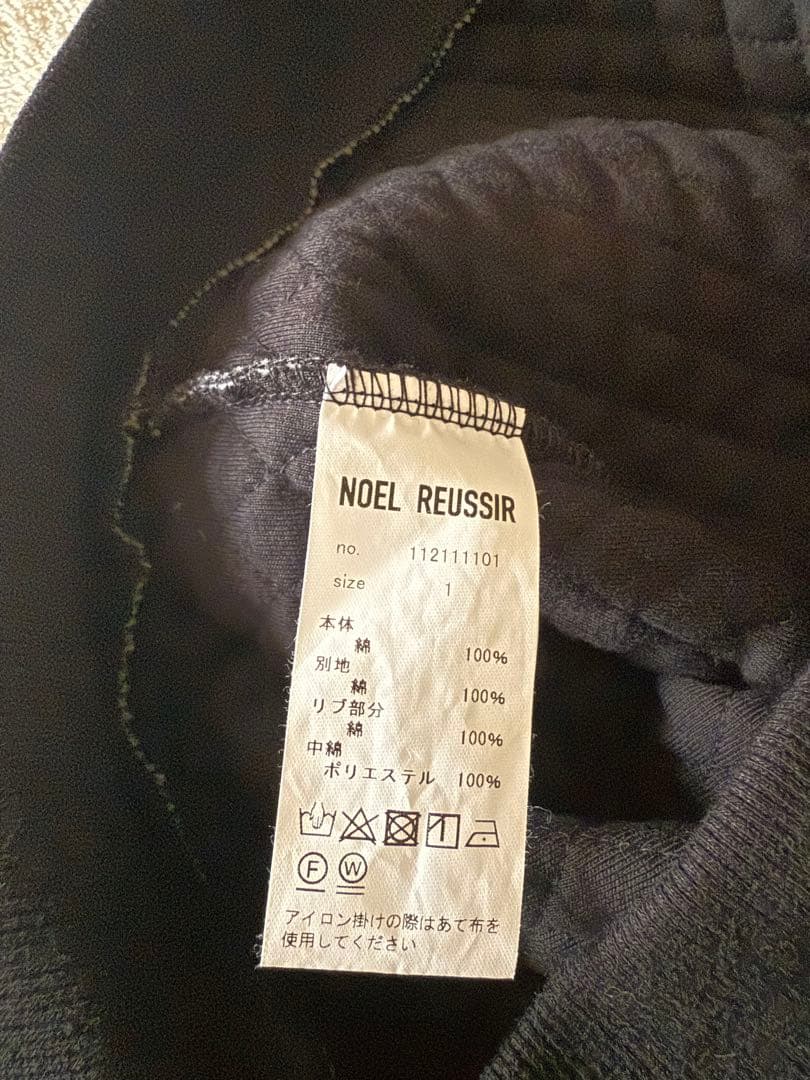 NOEL REUSSIR
no. 112111101
size 1
本体
綿 100%
別地
綿 100%
リブ部分
綿 100%
中綿
ポリエステル 100%
F W
アイロン掛けの際はあて布を
使用してください